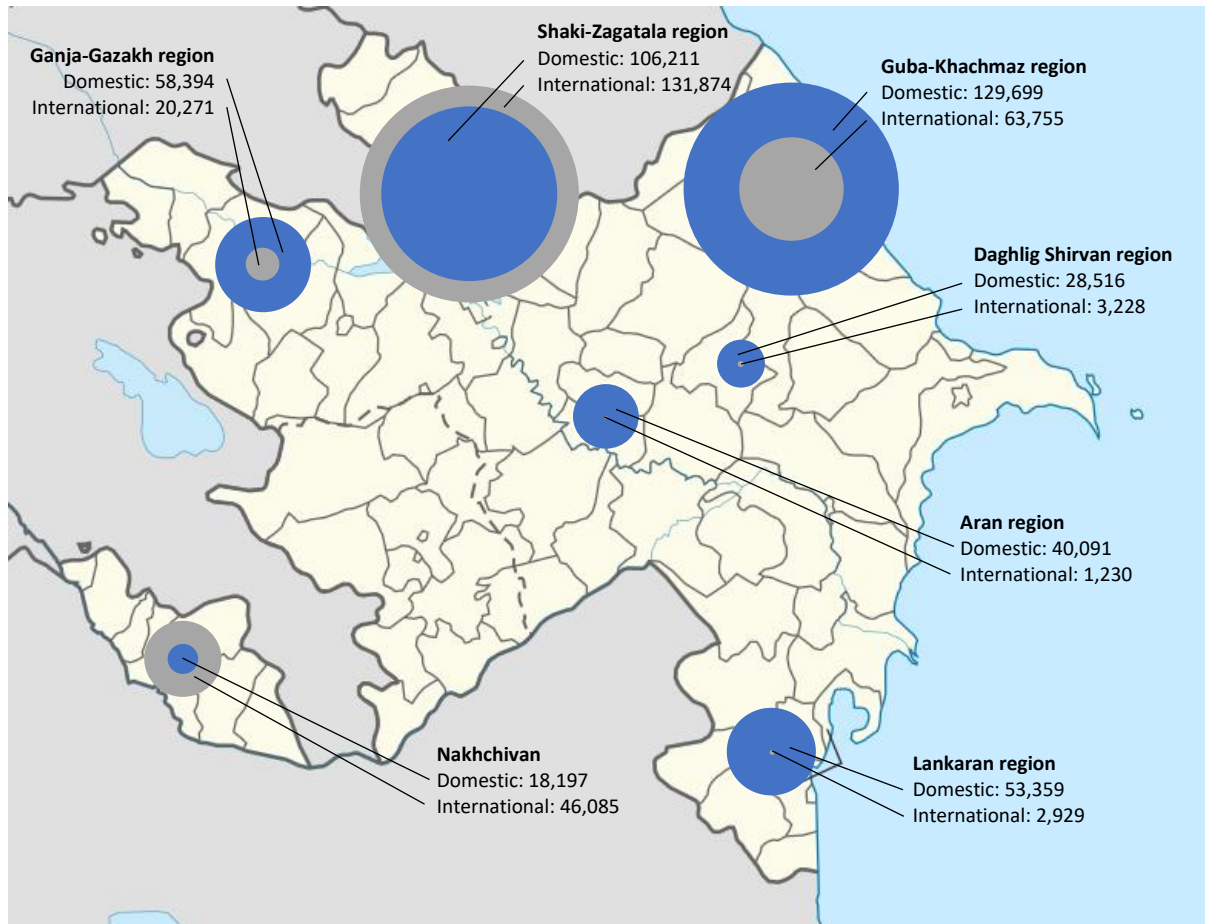 Ganja-Gazakh region
Domestic: 58,394
International: 20,271
Shaki-Zagatala region
Domestic: 106,211
International: 131,874
Guba-Khachmaz region
Domestic: 129,699
International: 63,755
Daghlig Shirvan region
Domestic: 28,516
International: 3,228
Aran region
Domestic: 40,091
International: 1,230
Nakhchivan
Domestic: 18,197
International: 46,085
Lankaran region
Domestic: 53,359
International: 2,929